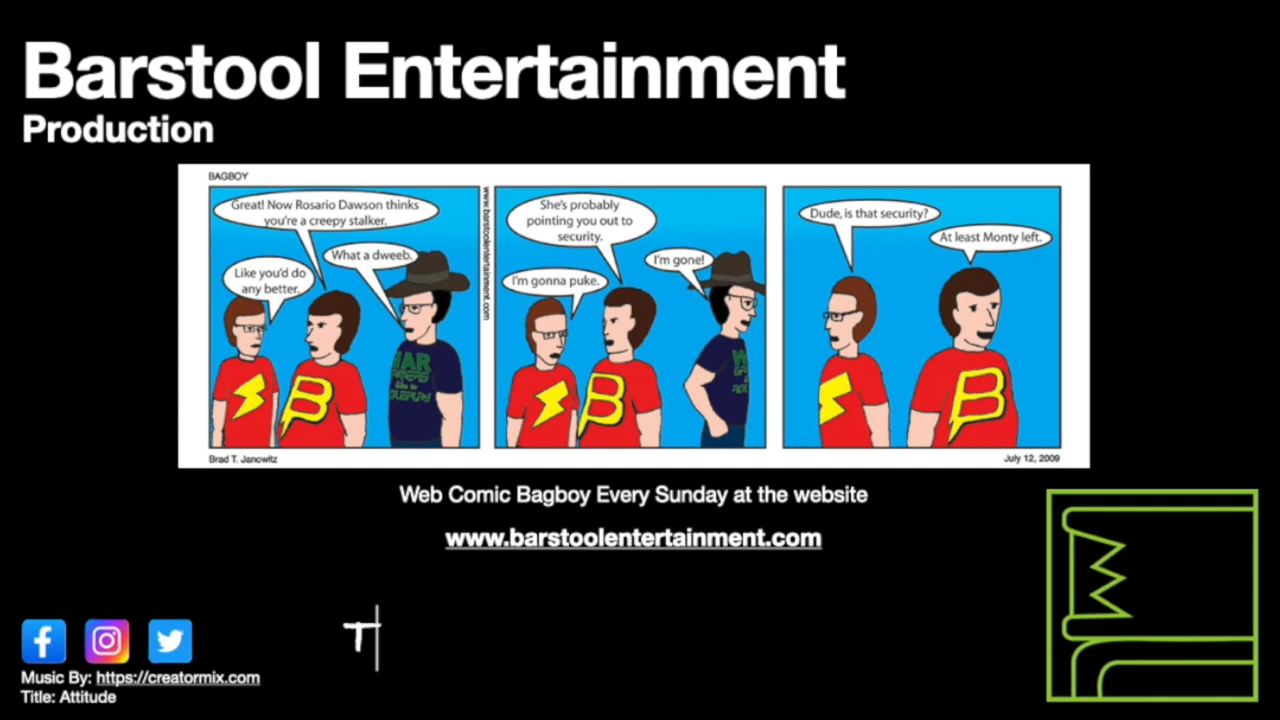 Barstool Entertainment
Production
BAGBOY
Great! Now Rosario Dawson thinks
you're a creepy stalker.
What a dweeb.
Like you'd do
any better.
www.barstoolentertainment.com
She's probably
pointing you out to
security.
I'm gonna puke.
I'm gone!
Dude, is that security?
At least Monty left.
B
B
B
Brad T. Janowitz
July 12, 2009
Web Comic Bagboy Every Sunday at the website
www.barstoolentertainment.com
T
Music By: https://creatormix.com
Title: Attitude